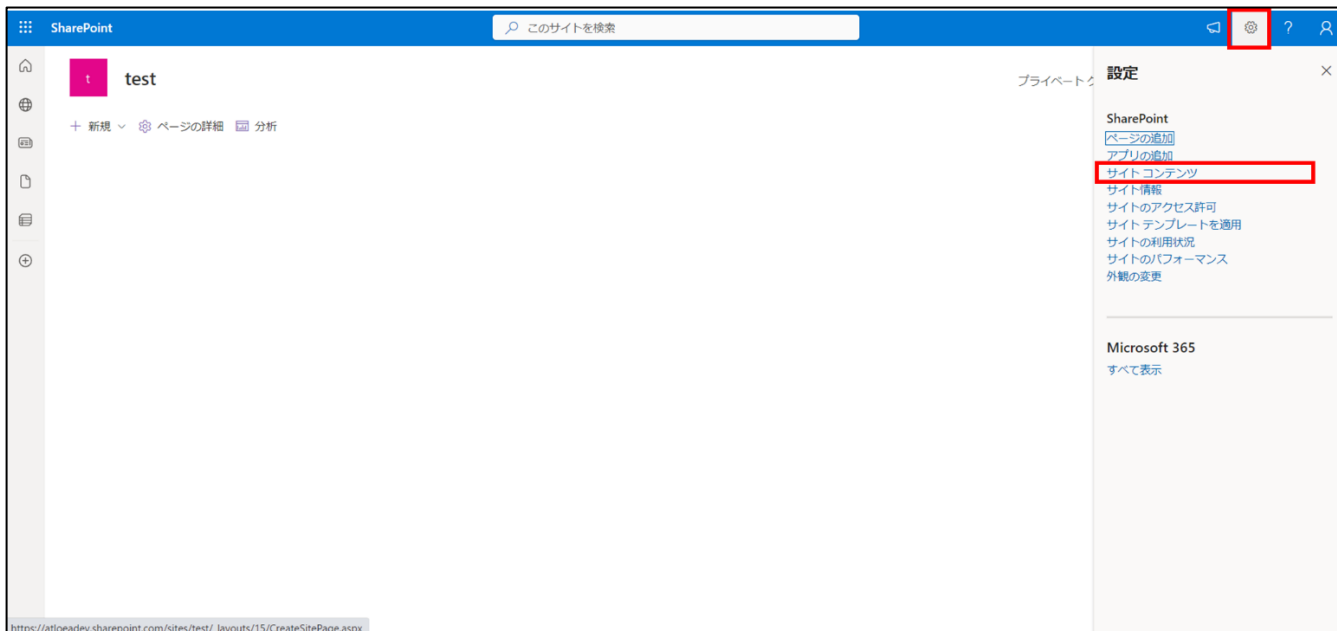 SharePoint
このサイトを検索
t
test
プライベート グ
+ 新規
ページの詳細
分析
設定
SharePoint
ページの追加
アプリの追加
サイト コンテンツ
サイト情報
サイトのアクセス許可
サイト テンプレートを適用
サイトの利用状況
サイトのパフォーマンス
外観の変更
Microsoft 365
すべて表示
https://atloeadev.sharepoint.com/sites/test/_layouts/15/CreateSitePage.aspx